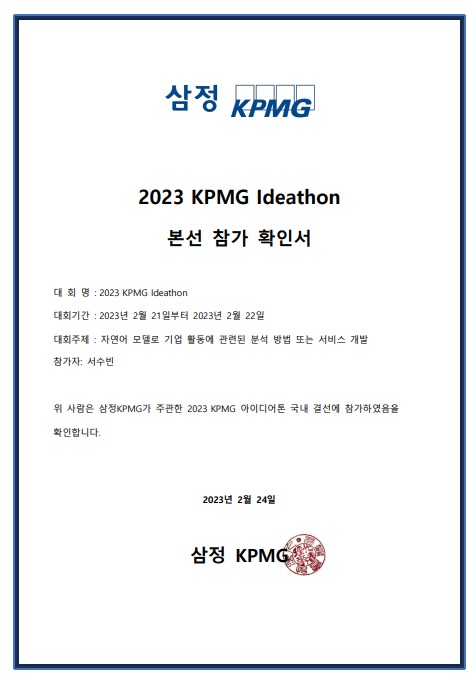 삼정 KPMG
2023 KPMG Ideathon
본선 참가 확인서
대 회 명 : 2023 KPMG Ideathon
대회기간 : 2023년 2월 21일부터 2023년 2월 22일
대회주제 : 자연어 모델로 기업 활동에 관련된 분석 방법 또는 서비스 개발
참가자: 서수빈
위 사람은 삼정KPMG가 주관한 2023 KPMG 아이디어톤 국내 결선에 참가하였음을
확인합니다.
2023년 2월 24일
삼정 KPMG